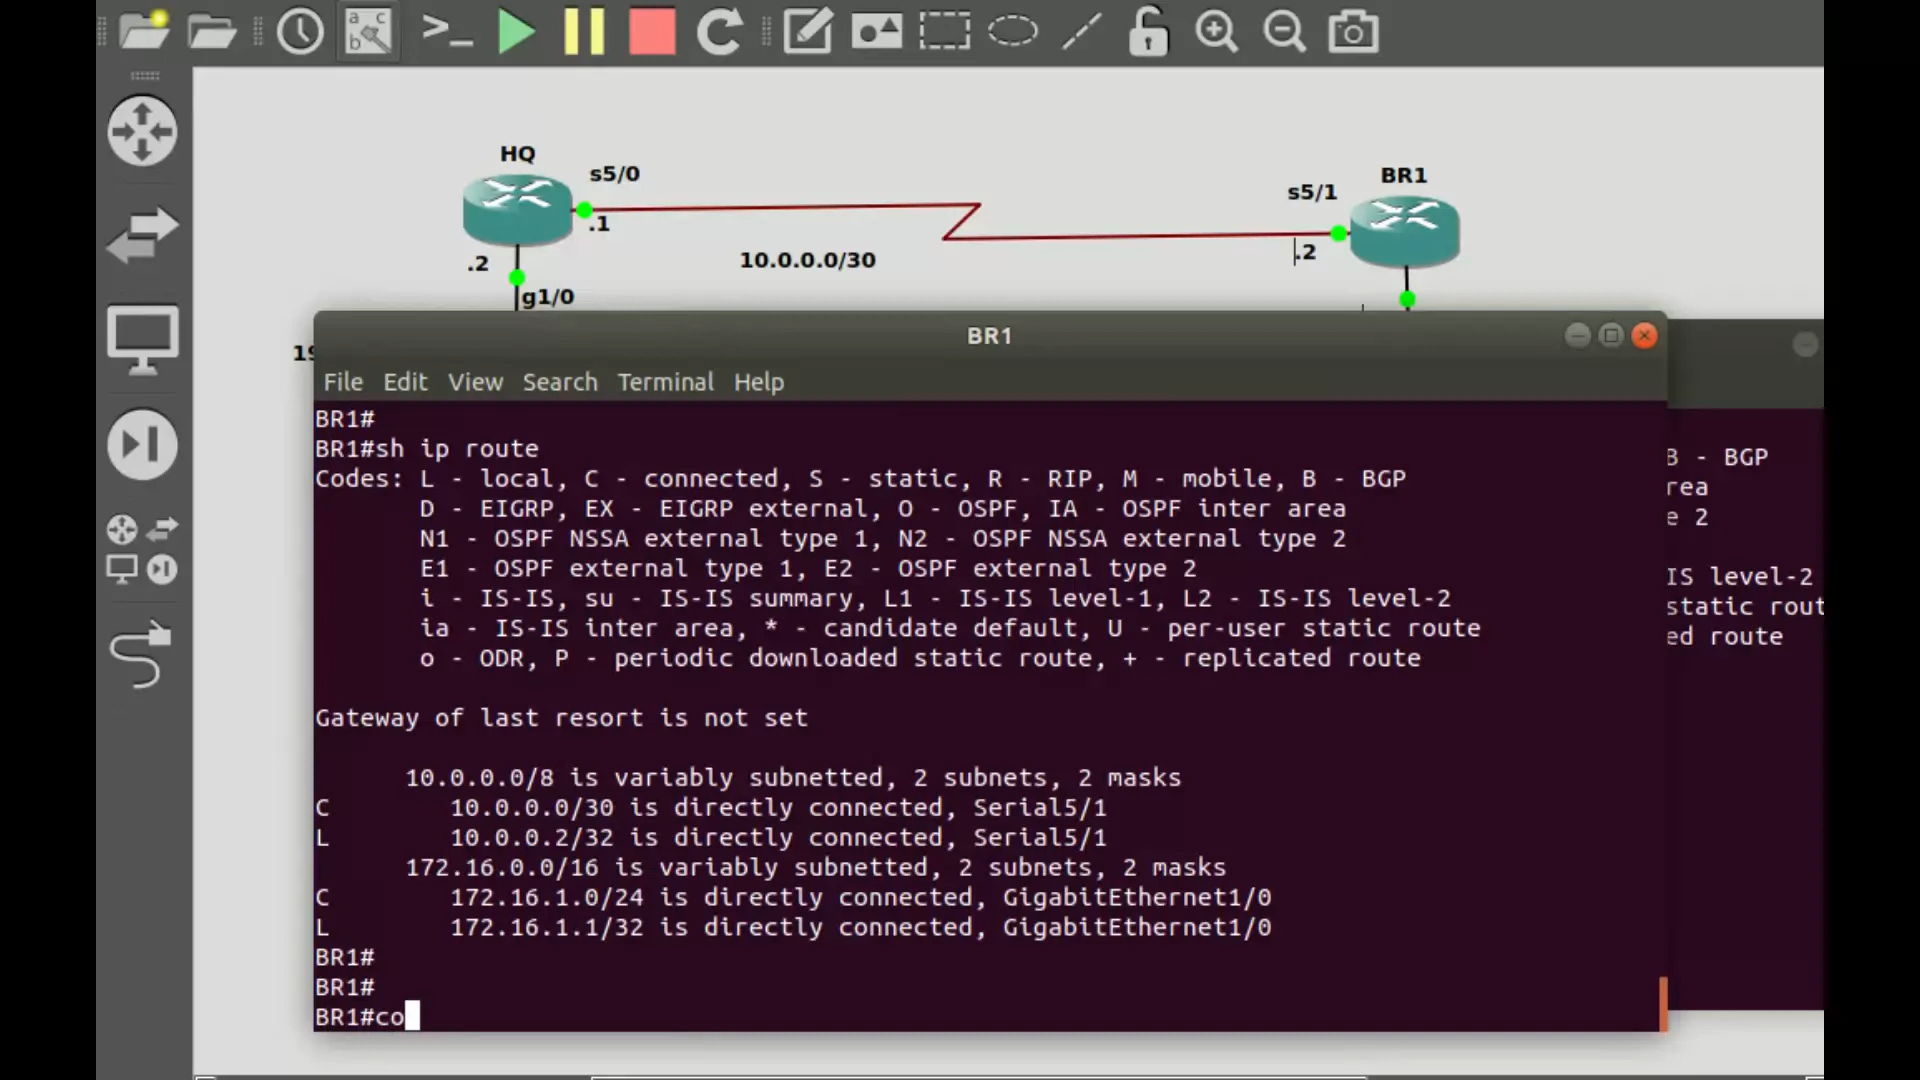 a c
b
>_
HQ
s5/0
BR1
s5/1
.1
.2
10.0.0.0/30
.2
g1/0
19
BR1
File Edit View Search Terminal Help
BR1#
BR1#sh ip route
Codes: L - local, C - connected, S - static, R - RIP, M - mobile, B - BGP
D - EIGRP, EX - EIGRP external, O - OSPF, IA - OSPF inter area
N1 - OSPF NSSA external type 1, N2 - OSPF NSSA external type 2
E1 - OSPF external type 1, E2 - OSPF external type 2
i - IS-IS, su - IS-IS summary, L1 - IS-IS level-1, L2 - IS-IS level-2
ia - IS-IS inter area, * - candidate default, U - per-user static route
o - ODR, P - periodic downloaded static route, + - replicated route
Gateway of last resort is not set
10.0.0.0/8 is variably subnetted, 2 subnets, 2 masks
C 10.0.0.0/30 is directly connected, Serial5/1
L 10.0.0.2/32 is directly connected, Serial5/1
172.16.0.0/16 is variably subnetted, 2 subnets, 2 masks
C 172.16.1.0/24 is directly connected, GigabitEthernet1/0
L 172.16.1.1/32 is directly connected, GigabitEthernet1/0
BR1#
BR1#
BR1#co
B - BGP
rea
e 2
IS level-2
static rout
ed route